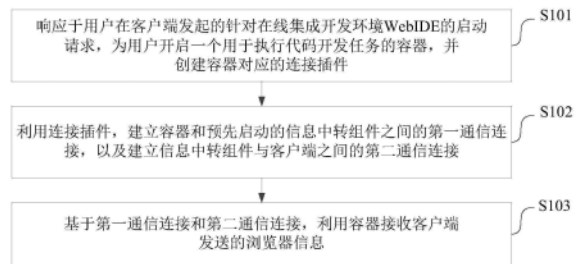 响应于用户在客户端发起的针对在线集成开发环境WebIDE的启动
请求，为用户开启一个用于执行代码开发任务的容器，并
创建容器对应的连接插件
S101
利用连接插件，建立容器和预先启动的信息中转组件之间的第一通信连
接，以及建立信息中转组件与客户端之间的第二通信连接
S102
基于第一通信连接和第二通信连接，利用容器接收客户端
发送的浏览器信息
S103